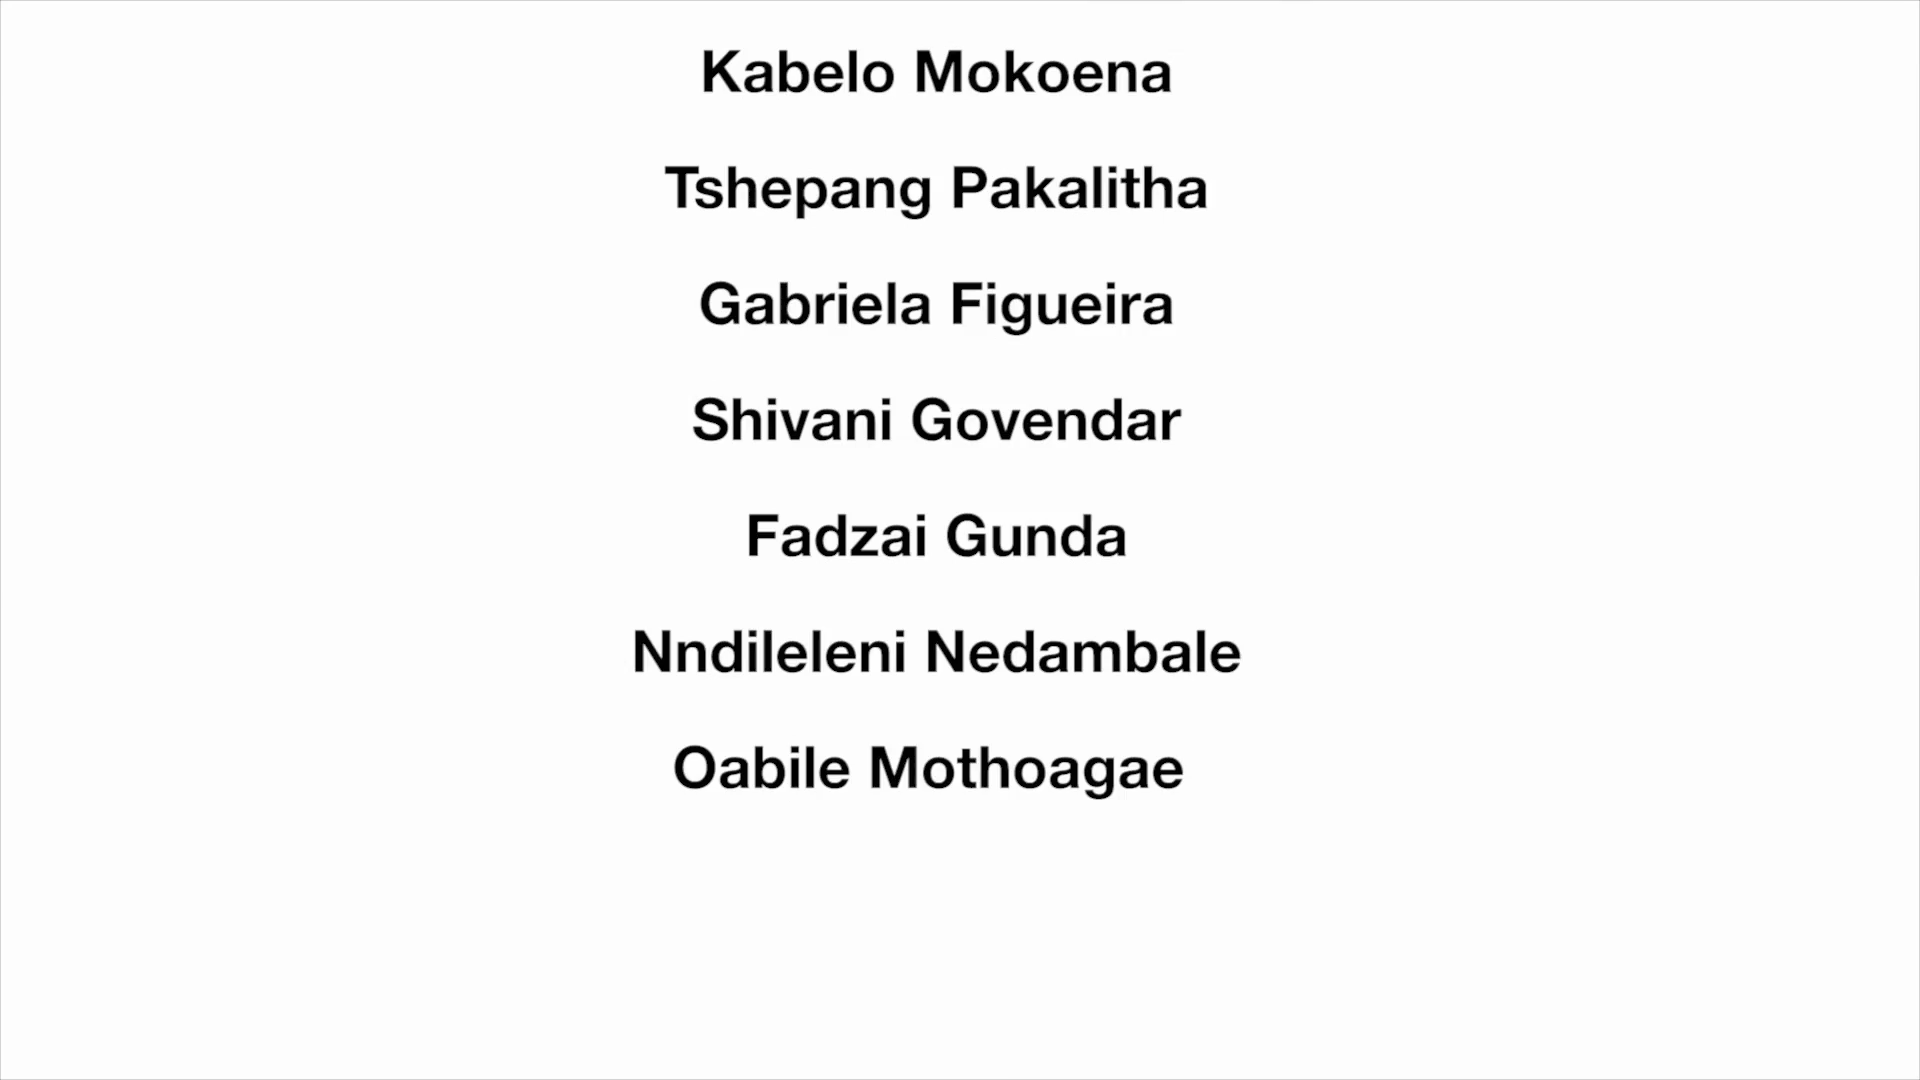 Kabelo Mokoena
Tshepang Pakalitha
Gabriela Figueira
Shivani Govendar
Fadzai Gunda
Nndileleni Nedambale
Oabile Mothoagae